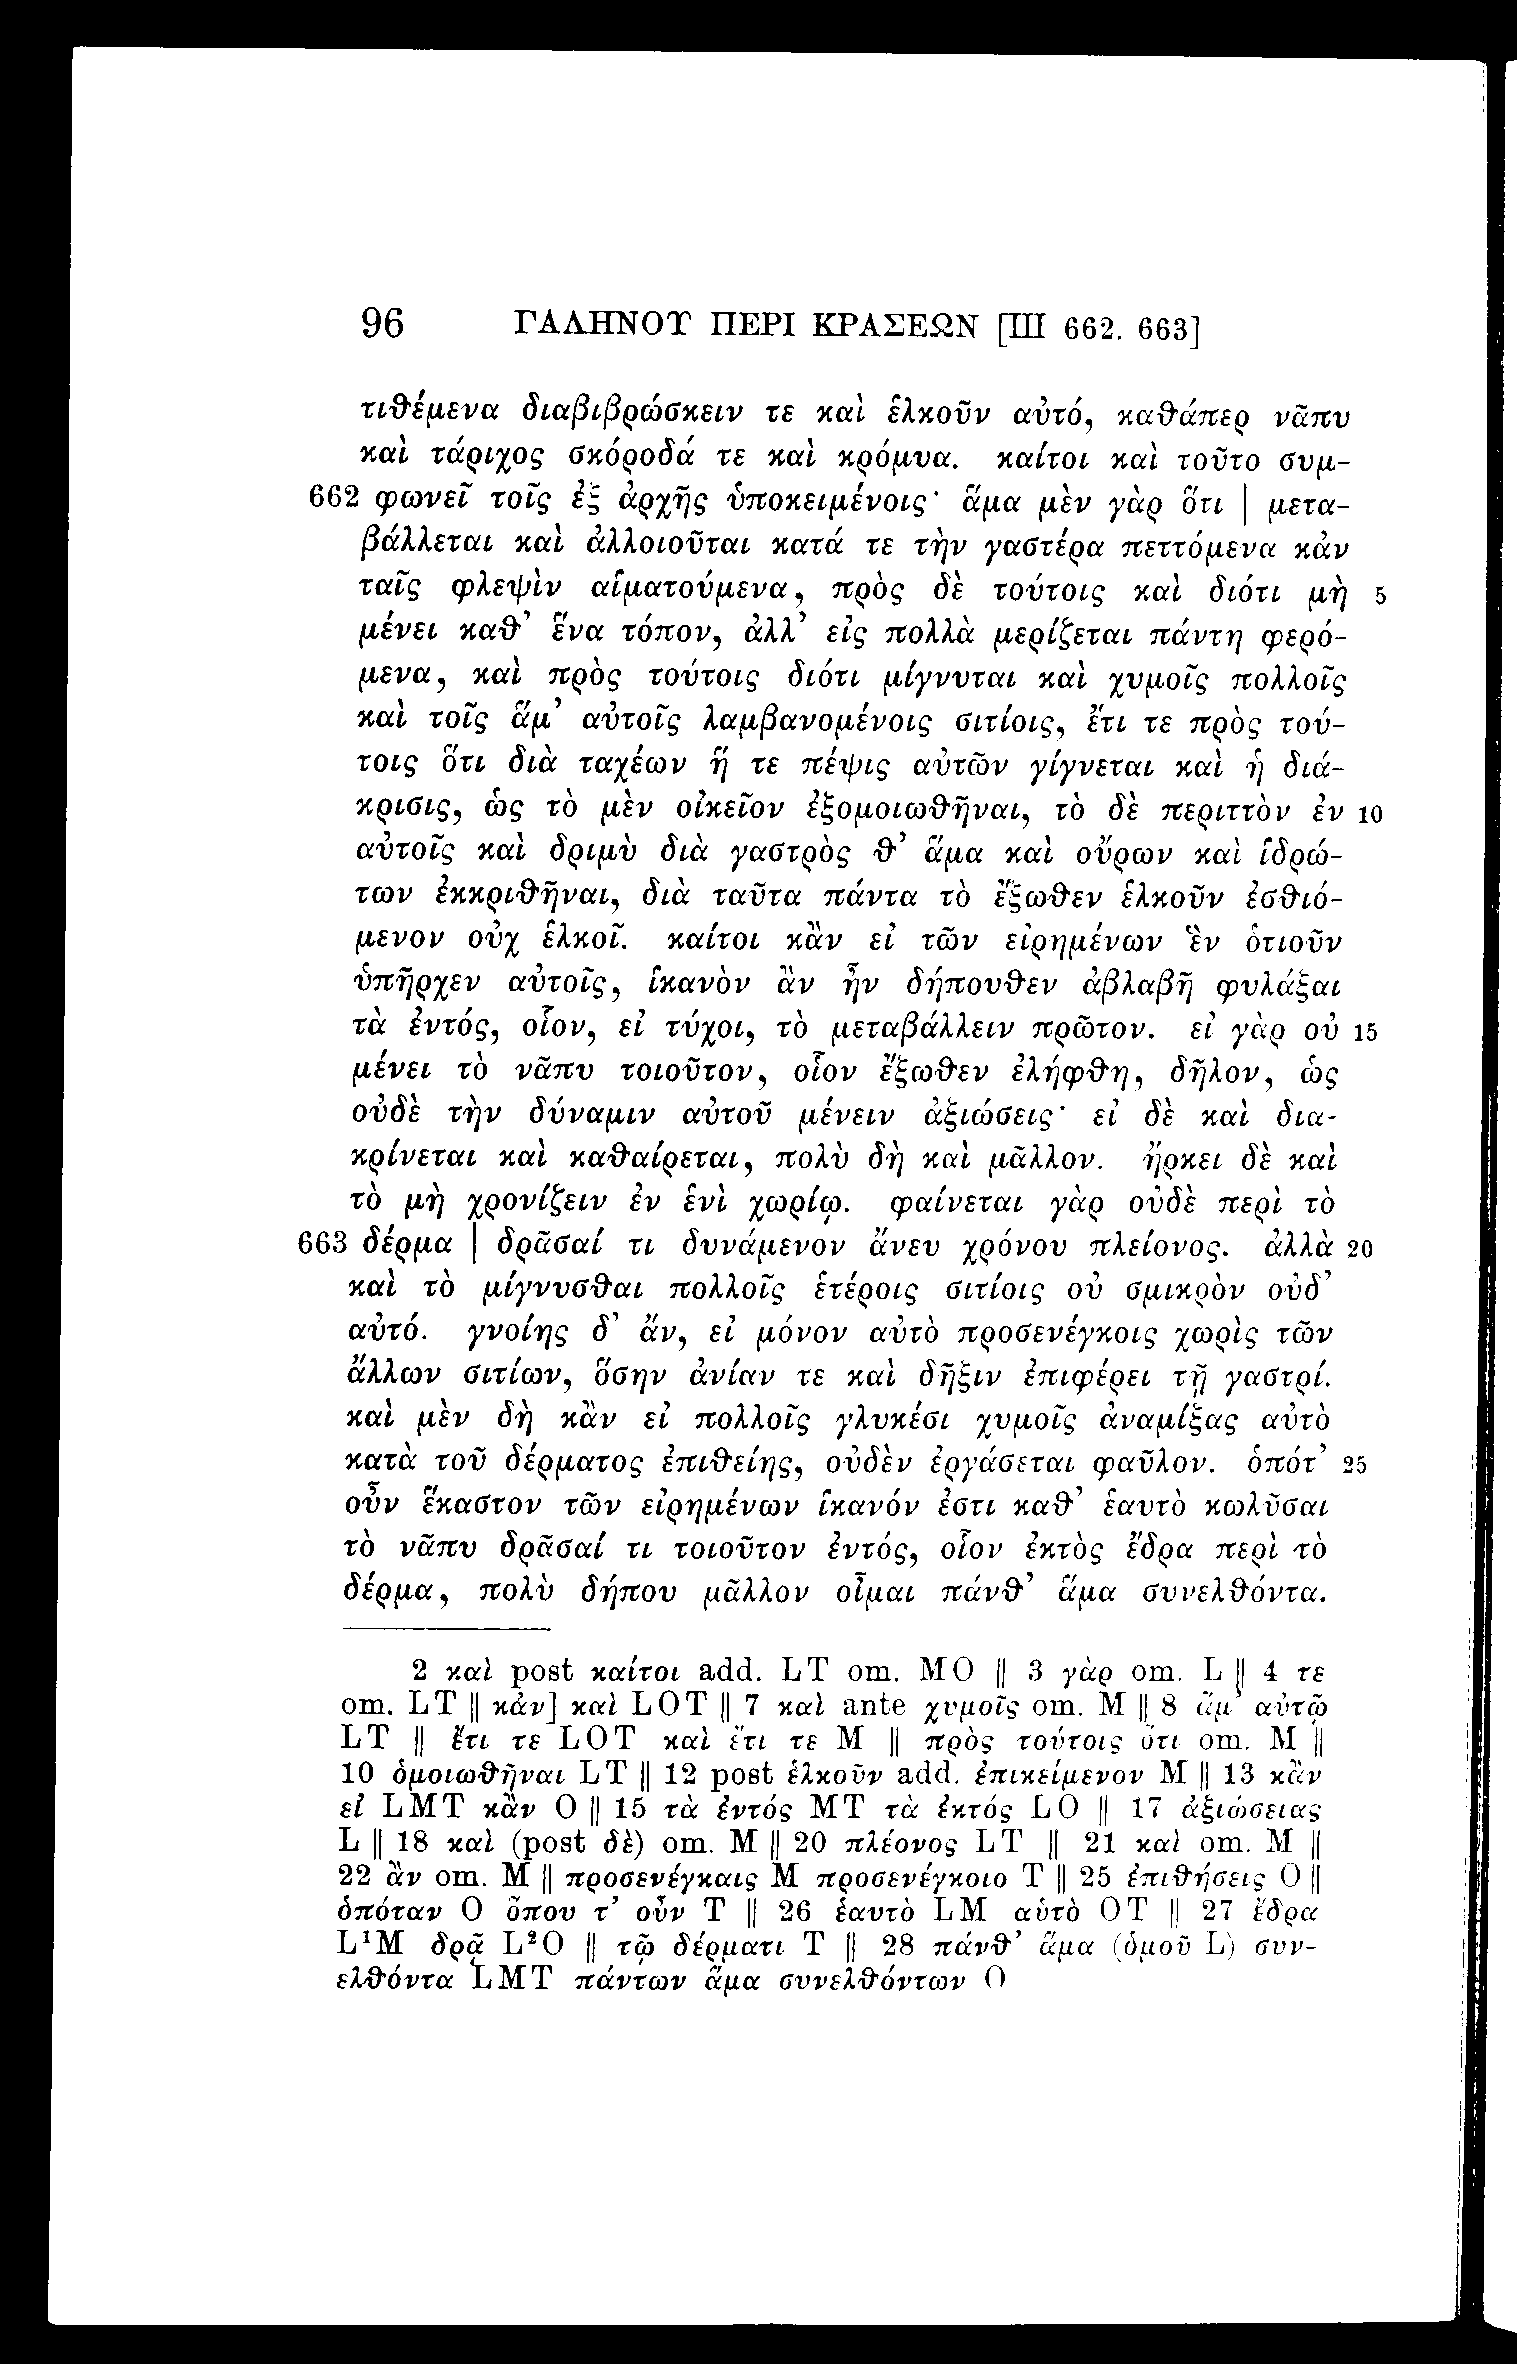 96 ΓΑΛΗΝΟΥ ΠΕΡΙ ΚΡΑΣΕΩΝ [III 662. 663]
τιθέμενα διαβιβρώσκειν τε καὶ ἑλκοῦν αὐτό, καθάπερ νᾶπυ
καὶ τάριχος σκόροδά τε καὶ κρόμυα. καίτοι καὶ τοῦτο συμ-
662 φωνεῖ τοῖς ἐξ ἀρχῆς ὑποκειμένοις· ἅμα μὲν γὰρ ὅτι | μετα-
βάλλεται καὶ ἀλλοιοῦται κατά τε τὴν γαστέρα πεττόμενα κἀν
ταῖς φλεψὶν αἱματούμενα, πρὸς δὲ τούτοις καὶ διότι μὴ 5
μένει καθ’ ἕνα τόπον, ἀλλ’ εἰς πολλὰ μερίζεται πάντη φερό-
μενα, καὶ πρὸς τούτοις διότι μίγνυται καὶ χυμοῖς πολλοῖς
καὶ τοῖς ἅμ’ αὐτοῖς λαμβανομένοις σιτίοις, ἔτι τε πρὸς τού-
τοις ὅτι διὰ ταχέων ἥ τε πέψις αὐτῶν γίγνεται καὶ ἡ διά-
κρισις, ὡς τὸ μὲν οἰκεῖον ἐξομοιωθῆναι, τὸ δὲ περιττὸν ἐν 10
αὐτοῖς καὶ δριμὺ διὰ γαστρὸς θ’ ἅμα καὶ οὔρων καὶ ἱδρώ-
των ἐκκριθῆναι, διὰ ταῦτα πάντα τὸ ἔξωθεν ἑλκοῦν ἐσθιό-
μενον οὐχ ἑλκοῖ. καίτοι κἂν εἰ τῶν εἰρημένων ἓν ὁτιοῦν
ὑπῆρχεν αὐτοῖς, ἱκανὸν ἂν ἦν δήπουθεν ἀβλαβῆ φυλάξαι
τὰ ἐντός, οἷον, εἰ τύχοι, τὸ μεταβάλλειν πρῶτον. εἰ γὰρ οὐ 15
μένει τὸ νᾶπυ τοιοῦτον, οἷον ἔξωθεν ἐλήφθη, δῆλον, ὡς
οὐδὲ τὴν δύναμιν αὐτοῦ μένειν ἀξιώσεις· εἰ δὲ καὶ δια-
κρίνεται καὶ καθαίρεται, πολὺ δὴ καὶ μᾶλλον. ἤρκει δὲ καὶ
τὸ μὴ χρονίζειν ἐν ἑνὶ χωρίῳ. φαίνεται γὰρ οὐδὲ περὶ τὸ
663 δέρμα | δρᾶσαί τι δυνάμενον ἄνευ χρόνου πλείονος. ἀλλὰ 20
καὶ τὸ μίγνυσθαι πολλοῖς ἑτέροις σιτίοις οὐ σμικρὸν οὐδ’
αὐτό. γνοίης δ’ ἄν, εἰ μόνον αὐτὸ προσενέγκοις χωρὶς τῶν
ἄλλων σιτίων, ὅσην ἀνίαν τε καὶ δῆξιν ἐπιφέρει τῇ γαστρί.
καὶ μὲν δὴ κἂν εἰ πολλοῖς γλυκέσι χυμοῖς ἀναμίξας αὐτὸ
κατὰ τοῦ δέρματος ἐπιθείης, οὐδὲν ἐργάσεται φαῦλον. ὁπότ’ 25
οὖν ἕκαστον τῶν εἰρημένων ἱκανόν ἐστι καθ’ ἑαυτὸ κωλῦσαι
τὸ νᾶπυ δρᾶσαί τι τοιοῦτον ἐντός, οἷον ἐκτὸς ἔδρα περὶ τὸ
δέρμα, πολὺ δήπου μᾶλλον οἶμαι πάνθ’ ἅμα συνελθόντα.
2 καὶ post καίτοι add. LT om. MO || 3 γὰρ om. L || 4 τε
om. LT || κἀν] καὶ LOT || 7 καὶ ante χυμοῖς om. M || 8 ἅμ’ αὐτῷ
LT || ἔτι τε LOT καὶ ἔτι τε M || πρὸς τούτοις ὅτι om. M ||
10 ὁμοιωθῆναι LT || 12 post ἑλκοῦν add. ἐπικείμενον M || 13 κἂν
εἰ LMT κἂν O || 15 τὰ ἐντός MT τὰ ἐκτός LO || 17 ἀξιώσειας
L || 18 καὶ (post δὲ) om. M || 20 πλέονος LT || 21 καὶ om. M ||
22 ἂν om. M || προσενέγκαις M προσενέγκοιο T || 25 ἐπιθήσεις O ||
ὁπόταν O ὅπου τ’ οὖν T || 26 ἑαυτὸ LM αὑτὸ OT || 27 ἔδρα
L¹M δρᾷ L²O || τῷ δέρματι T || 28 πάνθ’ ἅμα (ὁμοῦ L) συν-
ελθόντα LMT πάντων ἅμα συνελθόντων O